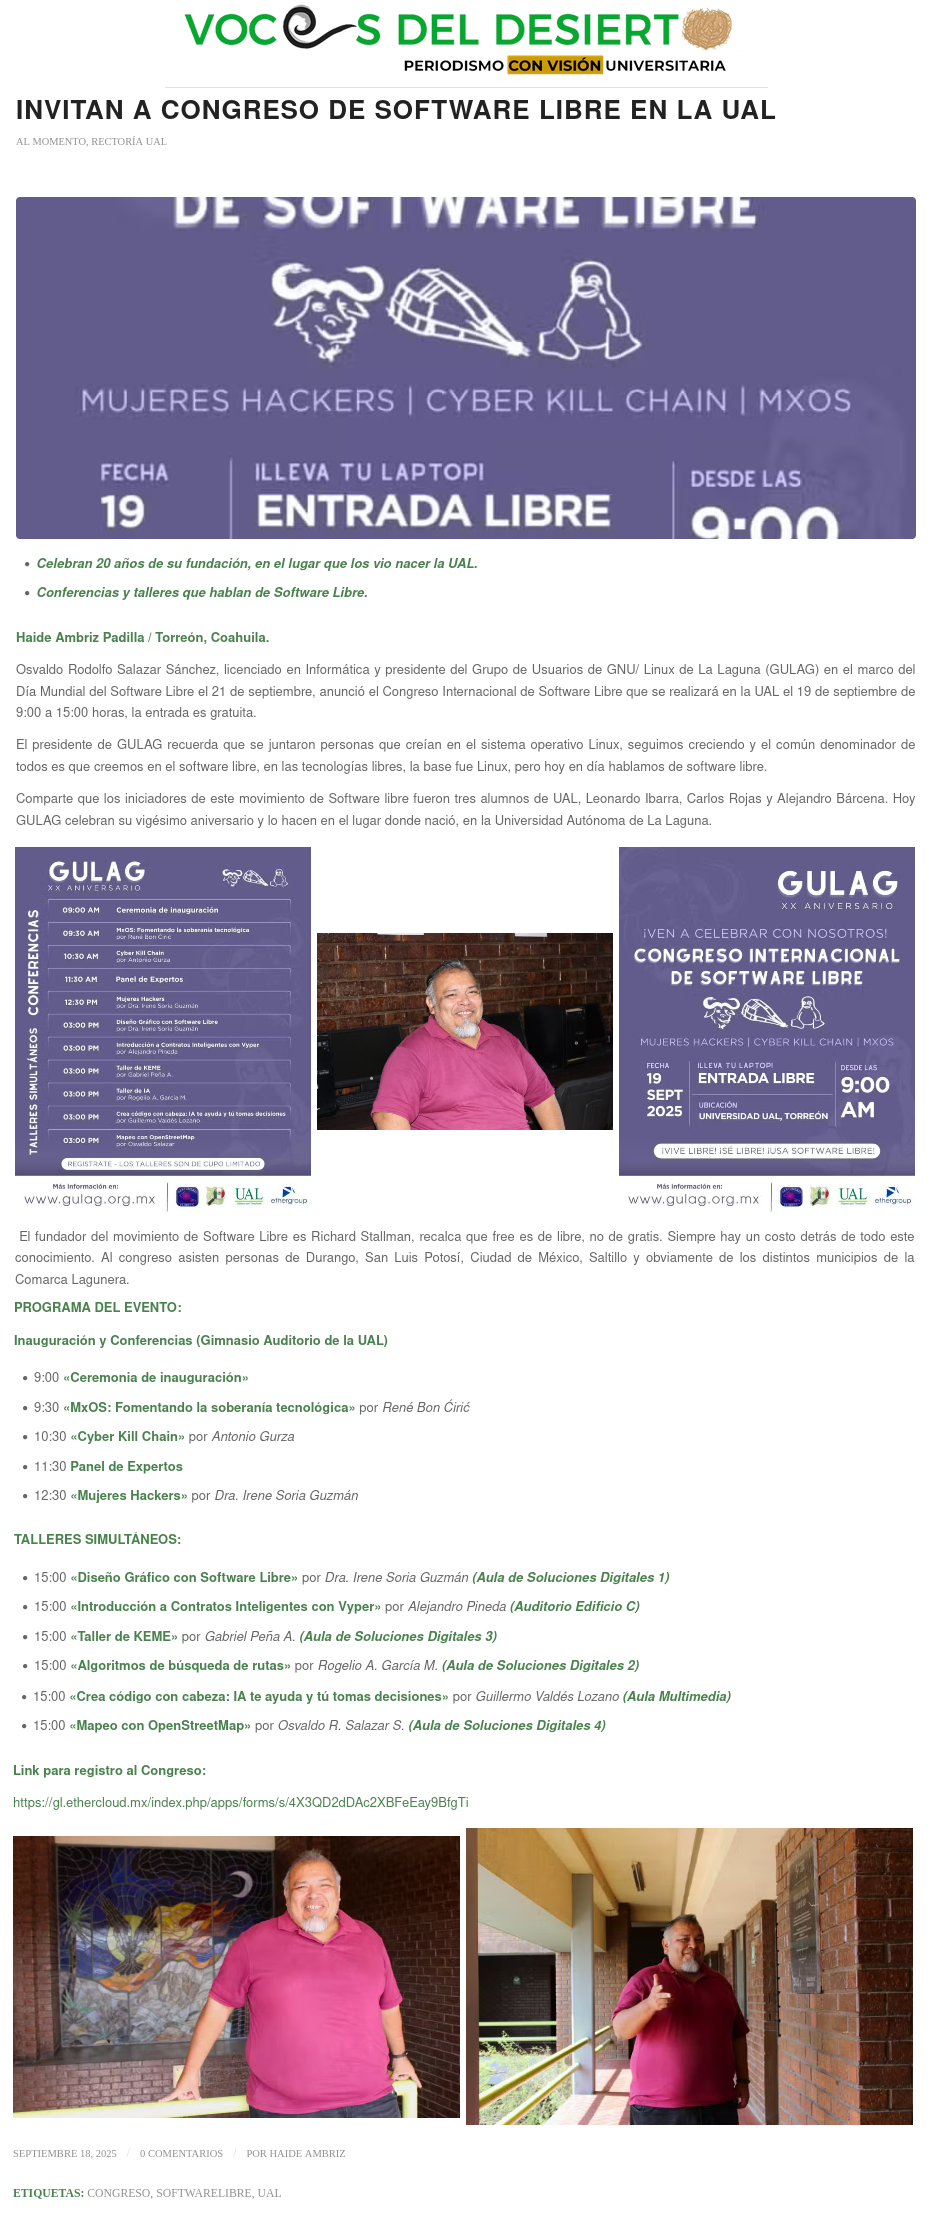 VOCES DEL DESIERTO
PERIODISMO CON VISIÓN UNIVERSITARIA
INVITAN A CONGRESO DE SOFTWARE LIBRE EN LA UAL
AL MOMENTO, RECTORÍA UAL
DE SOFTWARE LIBRE
MUJERES HACKERS | CYBER KILL CHAIN | MXOS
FECHA
19
¡LLEVA TU LAPTOP!
ENTRADA LIBRE
DESDE LAS
9:00
• Celebran 20 años de su fundación, en el lugar que los vio nacer la UAL.
• Conferencias y talleres que hablan de Software Libre.
Haide Ambriz Padilla / Torreón, Coahuila.
Osvaldo Rodolfo Salazar Sánchez, licenciado en Informática y presidente del Grupo de Usuarios de GNU/ Linux de La Laguna (GULAG) en el marco del
Día Mundial del Software Libre el 21 de septiembre, anunció el Congreso Internacional de Software Libre que se realizará en la UAL el 19 de septiembre de
9:00 a 15:00 horas, la entrada es gratuita.
El presidente de GULAG recuerda que se juntaron personas que creían en el sistema operativo Linux, seguimos creciendo y el común denominador de
todos es que creemos en el software libre, en las tecnologías libres, la base fue Linux, pero hoy en día hablamos de software libre.
Comparte que los iniciadores de este movimiento de Software libre fueron tres alumnos de UAL, Leonardo Ibarra, Carlos Rojas y Alejandro Bárcena. Hoy
GULAG celebran su vigésimo aniversario y lo hacen en el lugar donde nació, en la Universidad Autónoma de La Laguna.
GULAG
XX ANIVERSARIO
CONFERENCIAS
09:00 AM Ceremonia de inauguración
09:30 AM MxOS: Fomentando la soberanía tecnológica
por René Bon Ciric
10:30 AM Cyber Kill Chain
por Antonio Gurza
11:30 AM Panel de Expertos
12:30 PM Mujeres Hackers
por Dra. Irene Soria Guzmán
TALLERES SIMULTÁNEOS
03:00 PM Diseño Gráfico con Software Libre
por Dra. Irene Soria Guzmán
03:00 PM Introducción a Contratos Inteligentes con Vyper
por Alejandro Pineda
03:00 PM Taller de KEME
por Gabriel Peña A.
03:00 PM Taller de IA
por Rogelio A. García M.
03:00 PM Crea código con cabeza: IA te ayuda y tú tomas decisiones
por Guillermo Valdés Lozano
03:00 PM Mapeo con OpenStreetMap
por Osvaldo Salazar
REGISTRATE - LOS TALLERES SON DE CUPO LIMITADO
Más información en:
www.gulag.org.mx
UAL
ethergroup
GULAG
XX ANIVERSARIO
¡VEN A CELEBRAR CON NOSOTROS!
CONGRESO INTERNACIONAL
DE SOFTWARE LIBRE
MUJERES HACKERS | CYBER KILL CHAIN | MXOS
FECHA
19
SEPT
2025
¡LLEVA TU LAPTOP!
ENTRADA LIBRE
UBICACIÓN
UNIVERSIDAD UAL, TORREÓN
DESDE LAS
9:00
AM
¡VIVE LIBRE! ¡SÉ LIBRE! ¡USA SOFTWARE LIBRE!
Más información en:
www.gulag.org.mx
UAL
ethergroup
El fundador del movimiento de Software Libre es Richard Stallman, recalca que free es de libre, no de gratis. Siempre hay un costo detrás de todo este
conocimiento. Al congreso asisten personas de Durango, San Luis Potosí, Ciudad de México, Saltillo y obviamente de los distintos municipios de la
Comarca Lagunera.
PROGRAMA DEL EVENTO:
Inauguración y Conferencias (Gimnasio Auditorio de la UAL)
• 9:00 «Ceremonia de inauguración»
• 9:30 «MxOS: Fomentando la soberanía tecnológica» por René Bon Ćirić
• 10:30 «Cyber Kill Chain» por Antonio Gurza
• 11:30 Panel de Expertos
• 12:30 «Mujeres Hackers» por Dra. Irene Soria Guzmán
TALLERES SIMULTÁNEOS:
• 15:00 «Diseño Gráfico con Software Libre» por Dra. Irene Soria Guzmán (Aula de Soluciones Digitales 1)
• 15:00 «Introducción a Contratos Inteligentes con Vyper» por Alejandro Pineda (Auditorio Edificio C)
• 15:00 «Taller de KEME» por Gabriel Peña A. (Aula de Soluciones Digitales 3)
• 15:00 «Algoritmos de búsqueda de rutas» por Rogelio A. García M. (Aula de Soluciones Digitales 2)
• 15:00 «Crea código con cabeza: IA te ayuda y tú tomas decisiones» por Guillermo Valdés Lozano (Aula Multimedia)
• 15:00 «Mapeo con OpenStreetMap» por Osvaldo R. Salazar S. (Aula de Soluciones Digitales 4)
Link para registro al Congreso:
https://gl.ethercloud.mx/index.php/apps/forms/s/4X3QD2dDAc2XBFeEay9BfgTi
SEPTIEMBRE 18, 2025 / 0 COMENTARIOS / POR HAIDE AMBRIZ
ETIQUETAS: CONGRESO, SOFTWARELIBRE, UAL